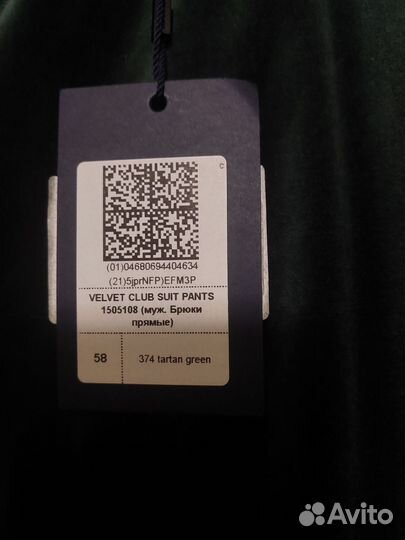 c
(01)04680694404634
(21)5jprNFP)EFM3P
VELVET CLUB SUIT PANTS
1505108 (муж. Брюки
прямые)
58 374 tartan green
Avito